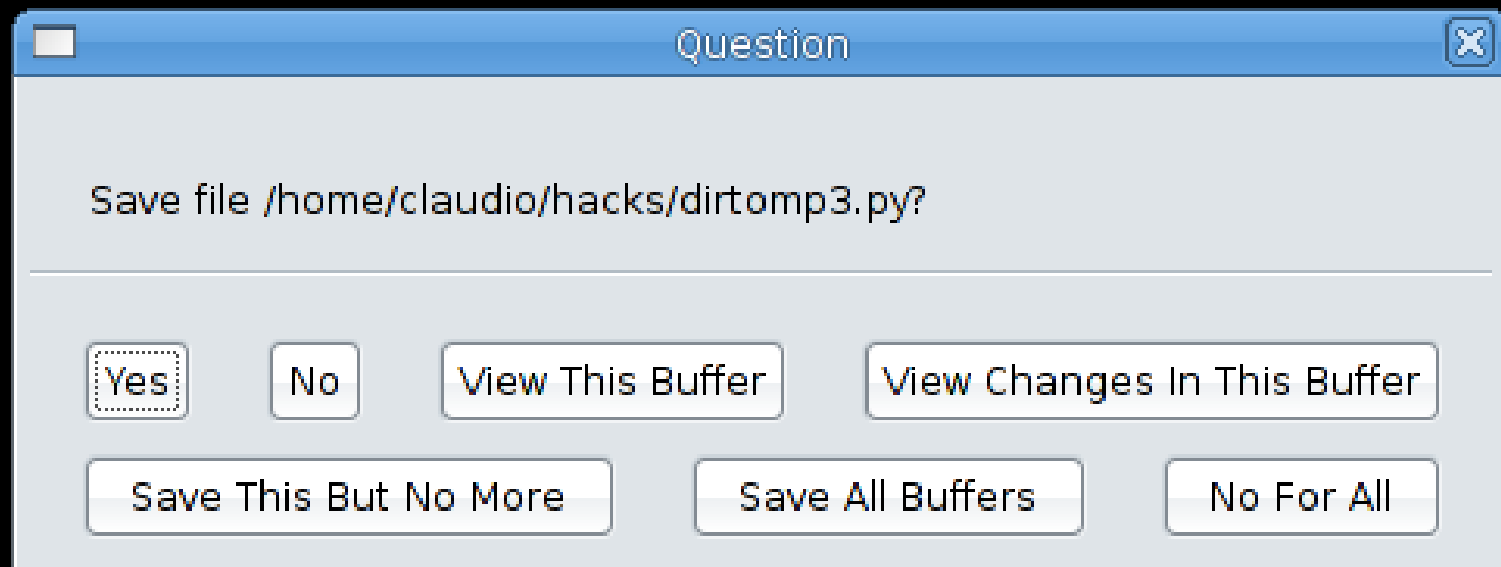 Question
Save file /home/claudio/hacks/dirtomp3.py?
Yes No View This Buffer View Changes In This Buffer
Save This But No More Save All Buffers No For All